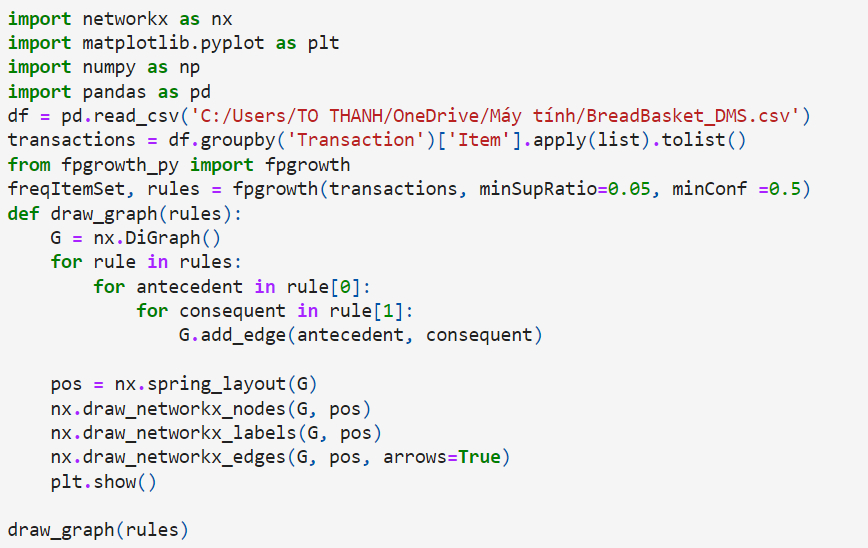 import networkx as nx
import matplotlib.pyplot as plt
import numpy as np
import pandas as pd
df = pd.read_csv('C:/Users/TO THANH/OneDrive/Máy tính/BreadBasket_DMS.csv')
transactions = df.groupby('Transaction')['Item'].apply(list).tolist()
from fpgrowth_py import fpgrowth
freqItemSet, rules = fpgrowth(transactions, minSupRatio=0.05, minConf =0.5)
def draw_graph(rules):
    G = nx.DiGraph()
    for rule in rules:
        for antecedent in rule[0]:
            for consequent in rule[1]:
                G.add_edge(antecedent, consequent)

    pos = nx.spring_layout(G)
    nx.draw_networkx_nodes(G, pos)
    nx.draw_networkx_labels(G, pos)
    nx.draw_networkx_edges(G, pos, arrows=True)
    plt.show()

draw_graph(rules)